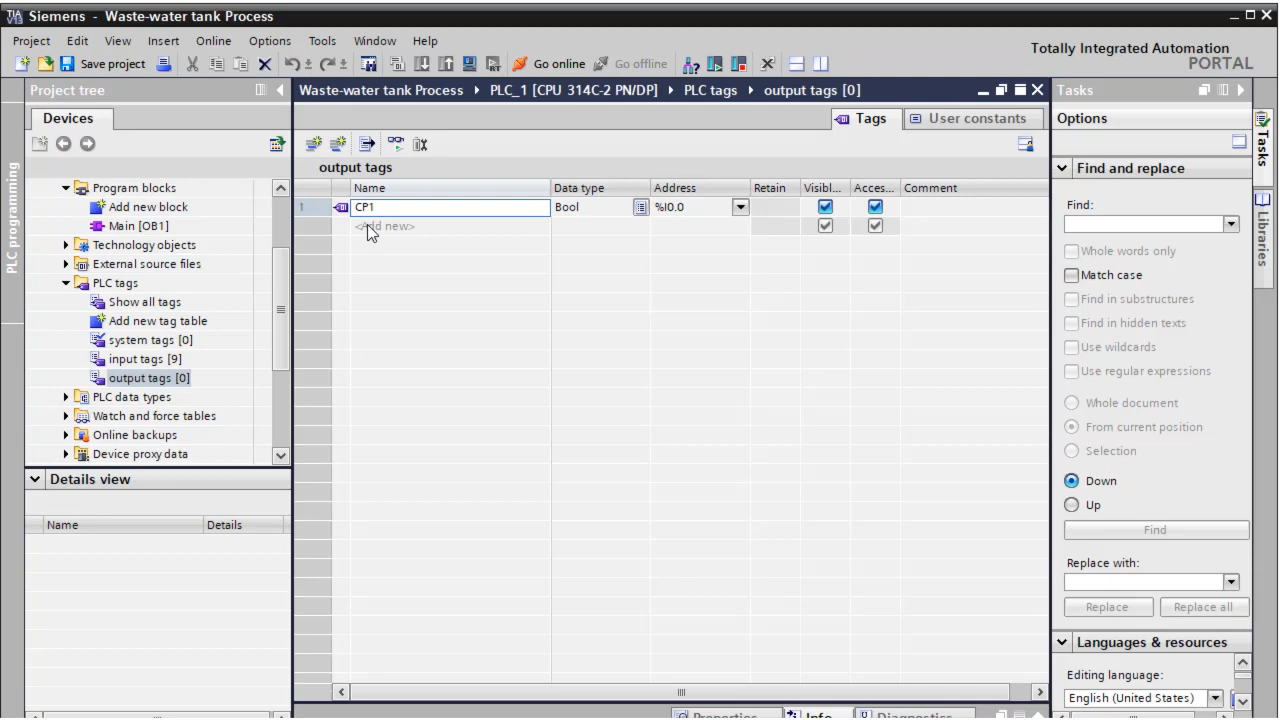 TIA V13 Siemens - Waste-water tank Process
Project Edit View Insert Online Options Tools Window Help
Totally Integrated Automation
PORTAL
Save project Go online Go offline
Project tree
Waste-water tank Process PLC_1 [CPU 314C-2 PN/DP] PLC tags output tags [0]
Tasks
Devices
Tags User constants
Options
output tags
Find and replace
Name Data type Address Retain Visibl... Acces... Comment
1 CP1 Bool %I0.0
<Add new>
PLC programming
Program blocks
Add new block
Main [OB1]
Technology objects
External source files
PLC tags
Show all tags
Add new tag table
system tags [0]
input tags [9]
output tags [0]
PLC data types
Watch and force tables
Online backups
Device proxy data
Details view
Name Details
Find:
Whole words only
Match case
Find in substructures
Find in hidden texts
Use wildcards
Use regular expressions
Whole document
From current position
Selection
Down
Up
Find
Replace with:
Replace Replace all
Languages & resources
Editing language:
English (United States)
Tasks
Libraries
Properties Info Diagnostics